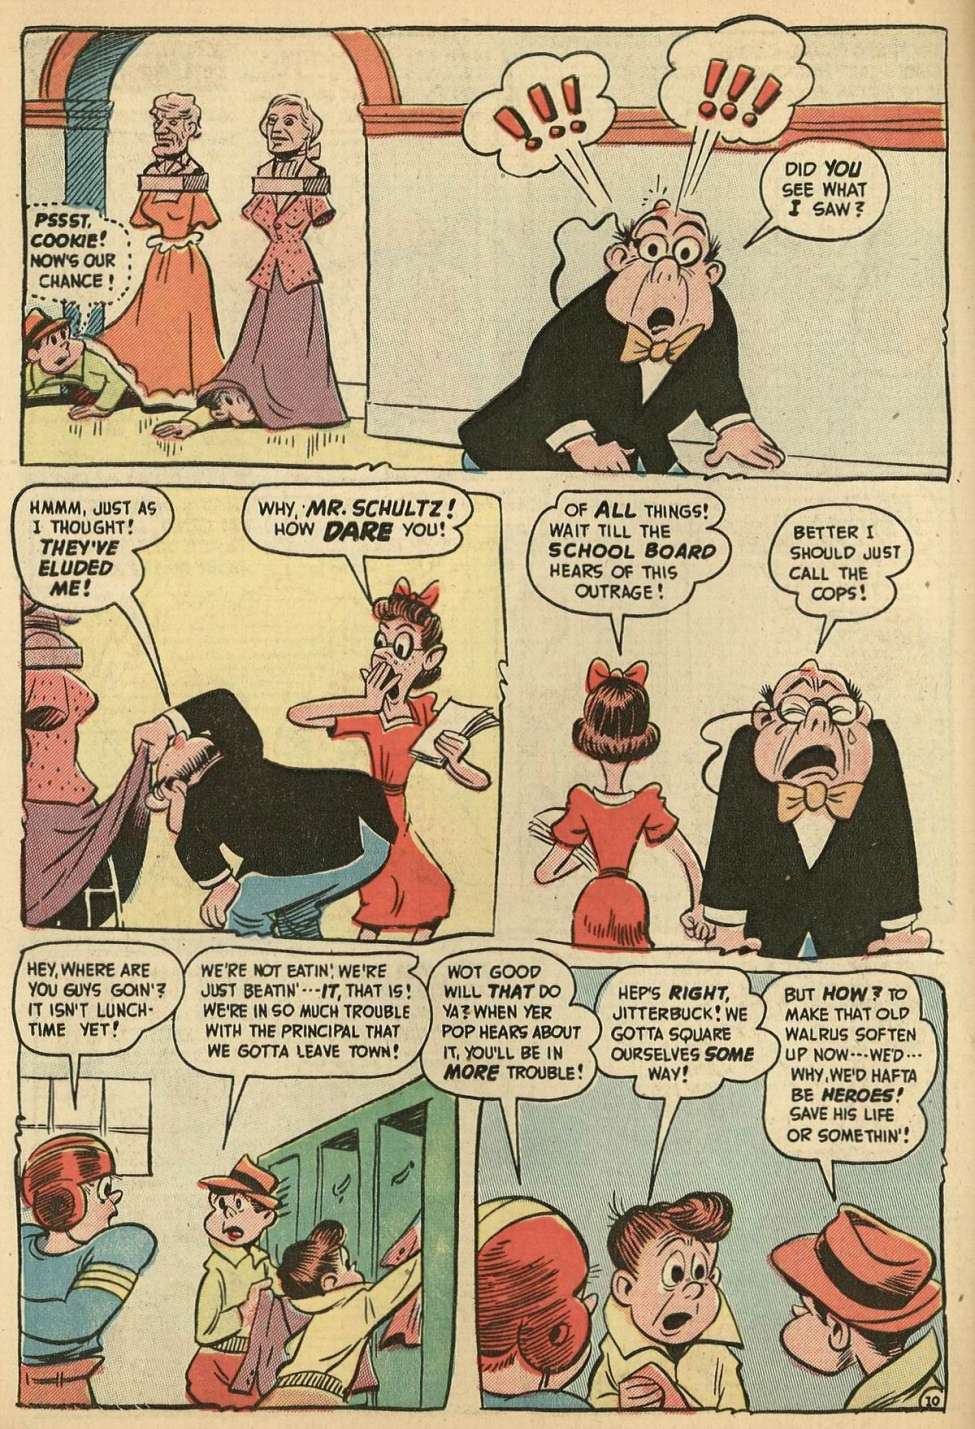 PSSST,
COOKIE!
NOW'S OUR
CHANCE!
!!!
!!!
DID YOU
SEE WHAT
I SAW?
HMMM, JUST AS
I THOUGHT!
THEY'VE
ELUDED
ME!
WHY, MR. SCHULTZ!
HOW DARE YOU!
OF ALL THINGS!
WAIT TILL THE
SCHOOL BOARD
HEARS OF THIS
OUTRAGE!
BETTER I
SHOULD JUST
CALL THE
COPS!
HEY, WHERE ARE
YOU GUYS GOIN'?
IT ISN'T LUNCH-
TIME YET!
WE'RE NOT EATIN', WE'RE
JUST BEATIN'---IT, THAT IS!
WE'RE IN SO MUCH TROUBLE
WITH THE PRINCIPAL THAT
WE GOTTA LEAVE TOWN!
WOT GOOD
WILL THAT DO
YA? WHEN YER
POP HEARS ABOUT
IT, YOU'LL BE IN
MORE TROUBLE!
HEP'S RIGHT,
JITTERBUCK! WE
GOTTA SQUARE
OURSELVES SOME
WAY!
BUT HOW? TO
MAKE THAT OLD
WALRUS SOFTEN
UP NOW---WE'D---
WHY, WE'D HAFTA
BE HEROES!
SAVE HIS LIFE
OR SOMETHIN'!
10